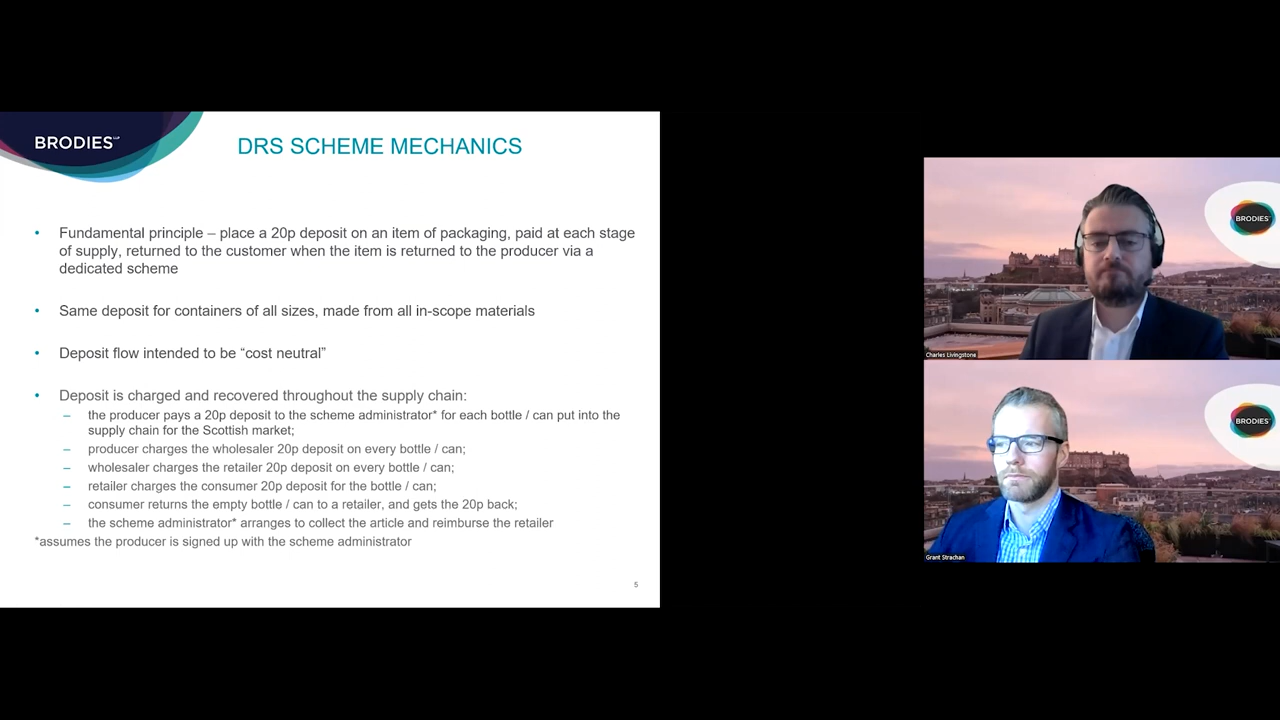 BRODIES LLP
DRS SCHEME MECHANICS
• Fundamental principle – place a 20p deposit on an item of packaging, paid at each stage
of supply, returned to the customer when the item is returned to the producer via a
dedicated scheme
• Same deposit for containers of all sizes, made from all in-scope materials
• Deposit flow intended to be “cost neutral”
• Deposit is charged and recovered throughout the supply chain:
– the producer pays a 20p deposit to the scheme administrator* for each bottle / can put into the
supply chain for the Scottish market;
– producer charges the wholesaler 20p deposit on every bottle / can;
– wholesaler charges the retailer 20p deposit on every bottle / can;
– retailer charges the consumer 20p deposit for the bottle / can;
– consumer returns the empty bottle / can to a retailer, and gets the 20p back;
– the scheme administrator* arranges to collect the article and reimburse the retailer
*assumes the producer is signed up with the scheme administrator
5
BRODIES
Charles Livingstone
BRODIES
Grant Strachan